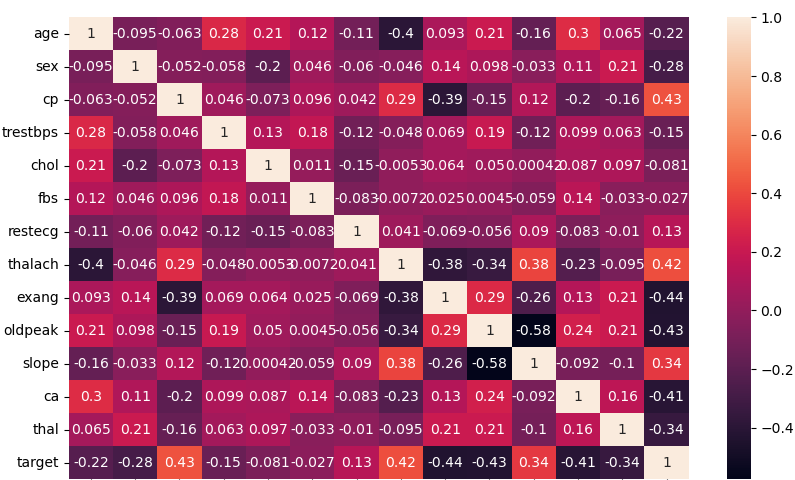 age 1 -0.095 -0.063 0.28 0.21 0.12 -0.11 -0.4 0.093 0.21 -0.16 0.3 0.065 -0.22
sex -0.095 1 -0.052 -0.058 -0.2 0.046 -0.06 -0.046 0.14 0.098 -0.033 0.11 0.21 -0.28
cp -0.063 -0.052 1 0.046 -0.073 0.096 0.042 0.29 -0.39 -0.15 0.12 -0.2 -0.16 0.43
trestbps 0.28 -0.058 0.046 1 0.13 0.18 -0.12 -0.048 0.069 0.19 -0.12 0.099 0.063 -0.15
chol 0.21 -0.2 -0.073 0.13 1 0.011 -0.15 -0.0053 0.064 0.05 0.00042 0.087 0.097 -0.081
fbs 0.12 0.046 0.096 0.18 0.011 1 -0.083 -0.0072 0.025 0.0045 -0.059 0.14 -0.033 -0.027
restecg -0.11 -0.06 0.042 -0.12 -0.15 -0.083 1 0.041 -0.069 -0.056 0.09 -0.083 -0.01 0.13
thalach -0.4 -0.046 0.29 -0.048 -0.0053 -0.0072 0.041 1 -0.38 -0.34 0.38 -0.23 -0.095 0.42
exang 0.093 0.14 -0.39 0.069 0.064 0.025 -0.069 -0.38 1 0.29 -0.26 0.13 0.21 -0.44
oldpeak 0.21 0.098 -0.15 0.19 0.05 0.0045 -0.056 -0.34 0.29 1 -0.58 0.24 0.21 -0.43
slope -0.16 -0.033 0.12 -0.12 0.00042 -0.059 0.09 0.38 -0.26 -0.58 1 -0.092 -0.1 0.34
ca 0.3 0.11 -0.2 0.099 0.087 0.14 -0.083 -0.23 0.13 0.24 -0.092 1 0.16 -0.41
thal 0.065 0.21 -0.16 0.063 0.097 -0.033 -0.01 -0.095 0.21 0.21 -0.1 0.16 1 -0.34
target -0.22 -0.28 0.43 -0.15 -0.081 -0.027 0.13 0.42 -0.44 -0.43 0.34 -0.41 -0.34 1
1.0
0.8
0.6
0.4
0.2
0.0
−0.2
−0.4